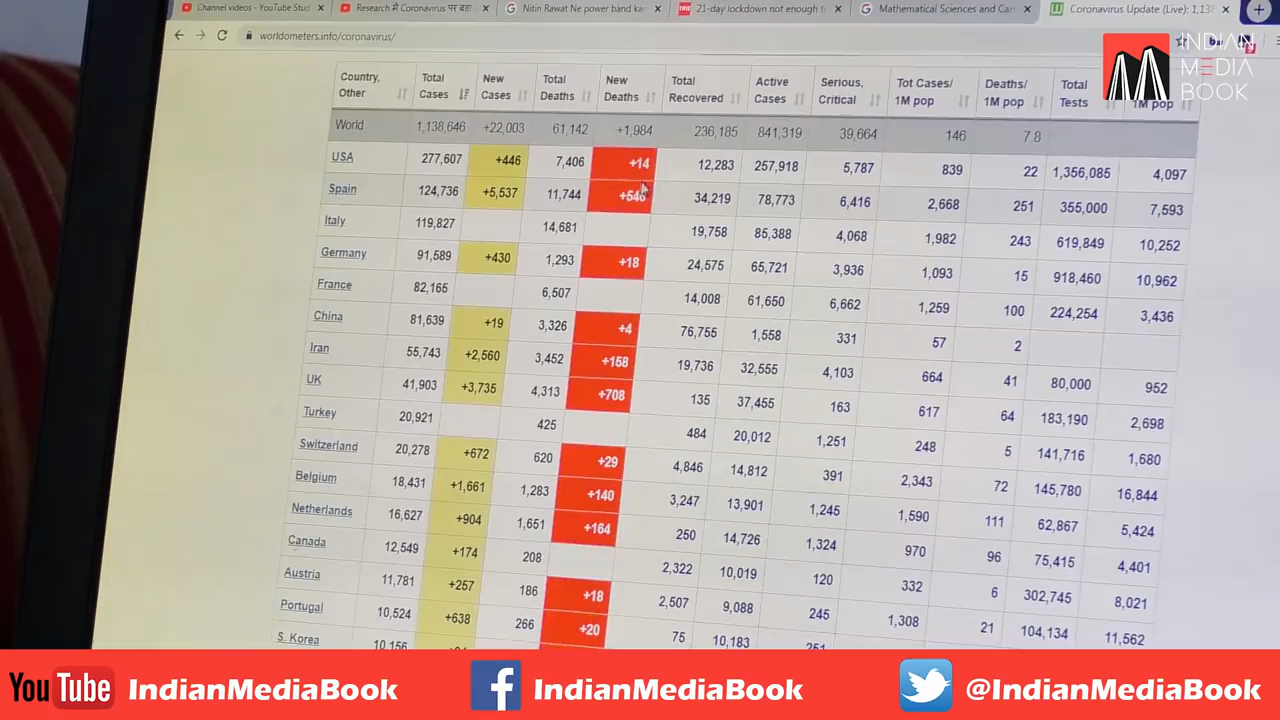 Channel videos - YouTube Stud
Research में Coronavirus पर बड़
Nitin Rawat Ne power band kar
21-day lockdown not enough t
Mathematical Sciences and Car
Coronavirus Update (Live): 1,138
worldometers.info/coronavirus/
INDIAN
MEDIA
BOOK
Country, Other Total Cases New Cases Total Deaths New Deaths Total Recovered Active Cases Serious, Critical Tot Cases/ 1M pop Deaths/ 1M pop Total Tests 1M pop
World 1,138,646 +22,003 61,142 +1,984 236,185 841,319 39,664 146 7.8
USA 277,607 +446 7,406 +14 12,283 257,918 5,787 839 22 1,356,085 4,097
Spain 124,736 +5,537 11,744 +546 34,219 78,773 6,416 2,668 251 355,000 7,593
Italy 119,827 14,681 19,758 85,388 4,068 1,982 243 619,849 10,252
Germany 91,589 +430 1,293 +18 24,575 65,721 3,936 1,093 15 918,460 10,962
France 82,165 6,507 14,008 61,650 6,662 1,259 100 224,254 3,436
China 81,639 +19 3,326 +4 76,755 1,558 331 57 2
Iran 55,743 +2,560 3,452 +158 19,736 32,555 4,103 664 41 80,000 952
UK 41,903 +3,735 4,313 +708 135 37,455 163 617 64 183,190 2,698
Turkey 20,921 425 484 20,012 1,251 248 5 141,716 1,680
Switzerland 20,278 +672 620 +29 4,846 14,812 391 2,343 72 145,780 16,844
Belgium 18,431 +1,661 1,283 +140 3,247 13,901 1,245 1,590 111 62,867 5,424
Netherlands 16,627 +904 1,651 +164 250 14,726 1,324 970 96 75,415 4,401
Canada 12,549 +174 208 2,322 10,019 120 332 6 302,745 8,021
Austria 11,781 +257 186 +18 2,507 9,088 245 1,308 21 104,134 11,562
Portugal 10,524 +638 266 +20 75 10,183 251
S. Korea 10,156
YouTube IndianMediaBook f IndianMediaBook @IndianMediaBook